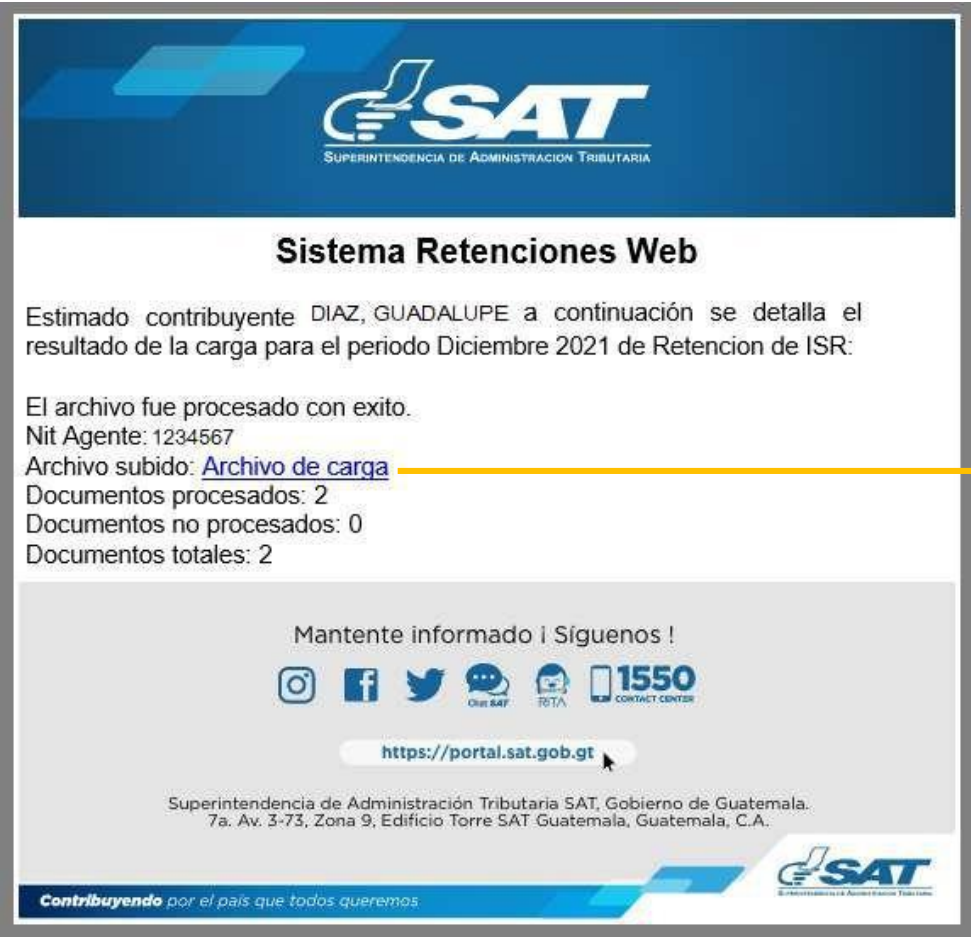 SAT
SUPERINTENDENCIA DE ADMINISTRACION TRIBUTARIA
Sistema Retenciones Web
Estimado contribuyente DIAZ, GUADALUPE a continuación se detalla el
resultado de la carga para el periodo Diciembre 2021 de Retencion de ISR:
El archivo fue procesado con exito.
Nit Agente: 1234567
Archivo subido: Archivo de carga
Documentos procesados: 2
Documentos no procesados: 0
Documentos totales: 2
Mantente informado ¡ Síguenos !
Chat SAT
RITA
1550
CONTACT CENTER
https://portal.sat.gob.gt
Superintendencia de Administración Tributaria SAT, Gobierno de Guatemala.
7a. Av. 3-73, Zona 9, Edificio Torre SAT Guatemala, Guatemala, C.A.
SAT
SUPERINTENDENCIA DE ADMINISTRACION TRIBUTARIA
Contribuyendo por el país que todos queremos